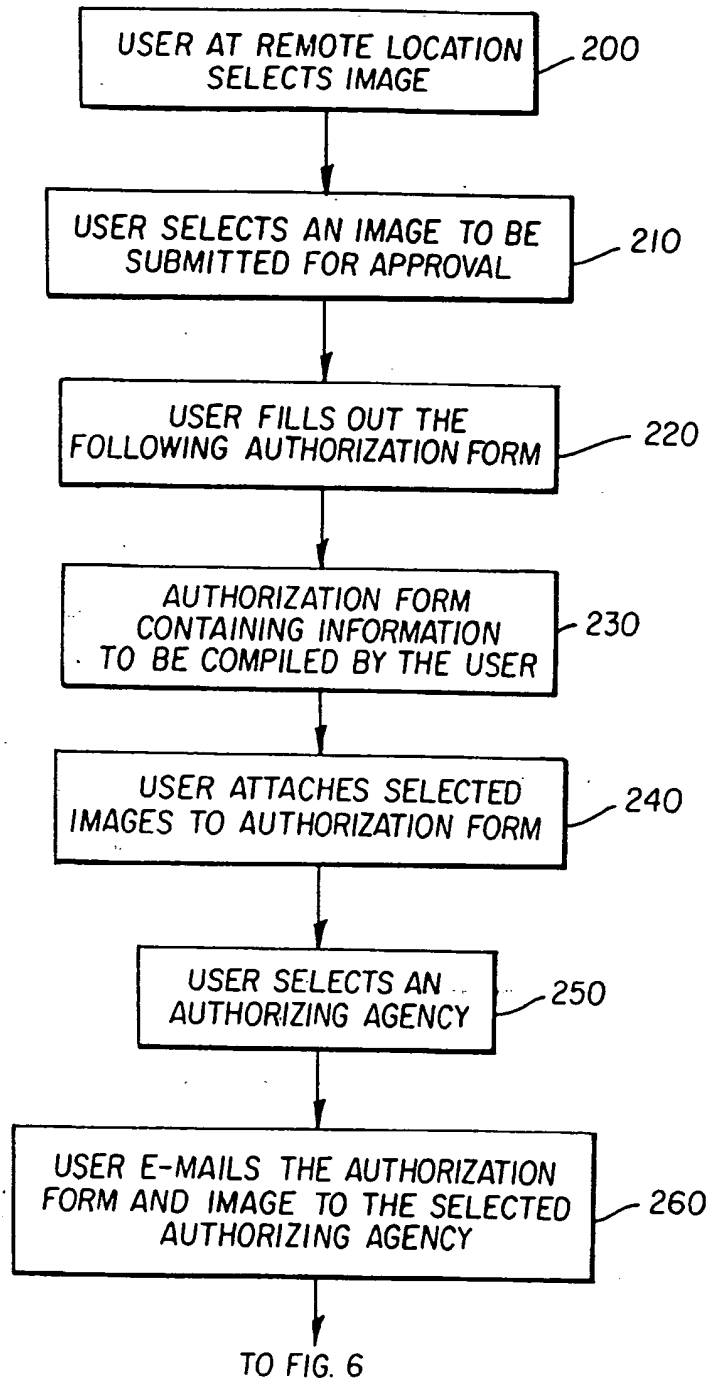 USER AT REMOTE LOCATION
SELECTS IMAGE
200
USER SELECTS AN IMAGE TO BE
SUBMITTED FOR APPROVAL
210
USER FILLS OUT THE
FOLLOWING AUTHORIZATION FORM
220
AUTHORIZATION FORM
CONTAINING INFORMATION
TO BE COMPILED BY THE USER
230
USER ATTACHES SELECTED
IMAGES TO AUTHORIZATION FORM
240
USER SELECTS AN
AUTHORIZING AGENCY
250
USER E-MAILS THE AUTHORIZATION
FORM AND IMAGE TO THE SELECTED
AUTHORIZING AGENCY
260
TO FIG. 6